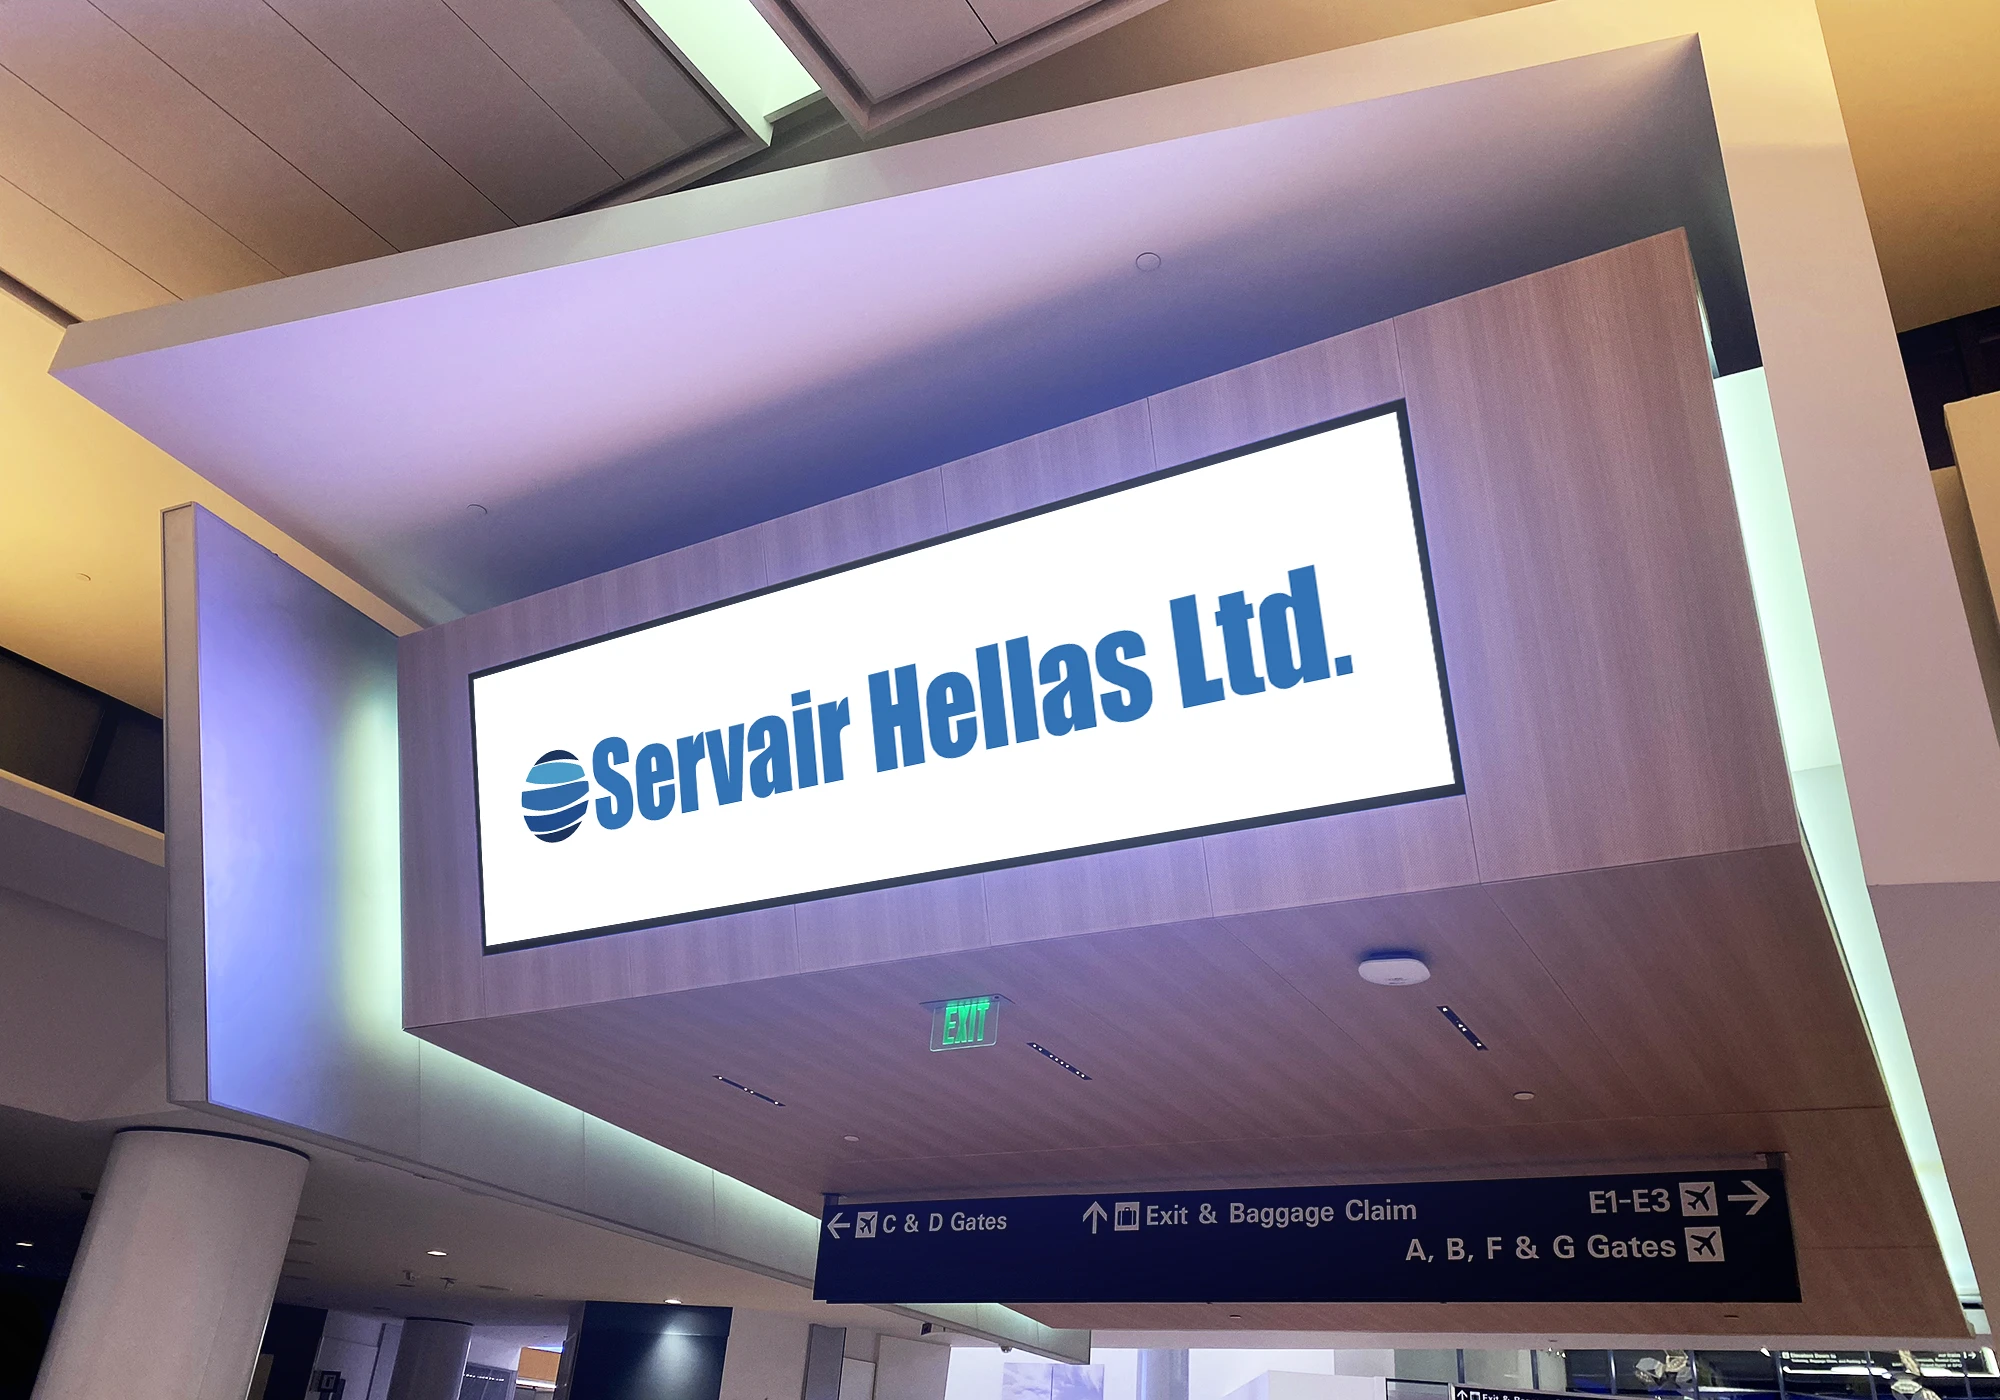 Servair Hellas Ltd.
EXIT
C & D Gates
Exit & Baggage Claim
E1-E3
A, B, F & G Gates